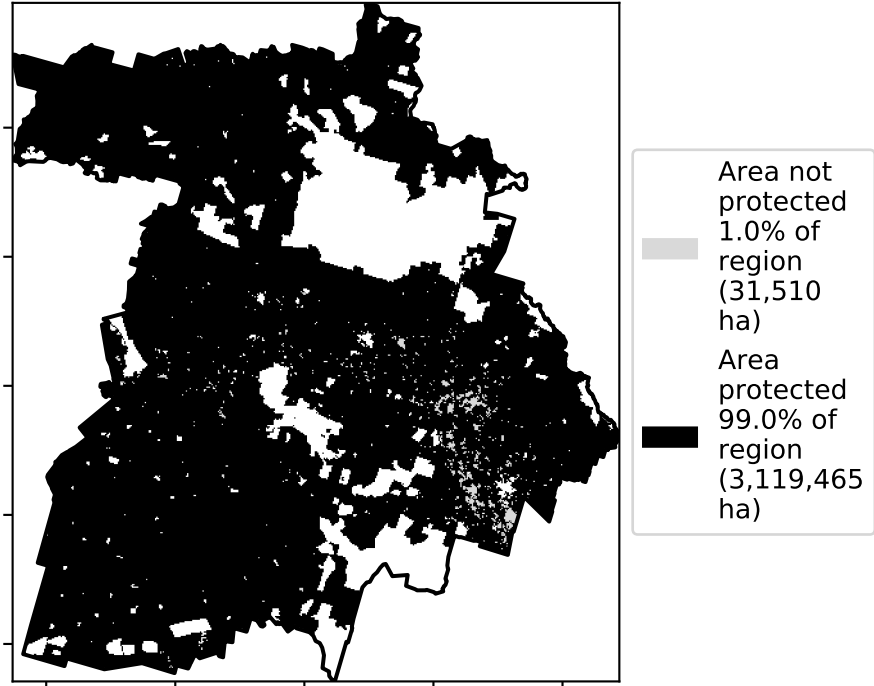 Area not
protected
1.0% of
region
(31,510
ha)
Area
protected
99.0% of
region
(3,119,465
ha)